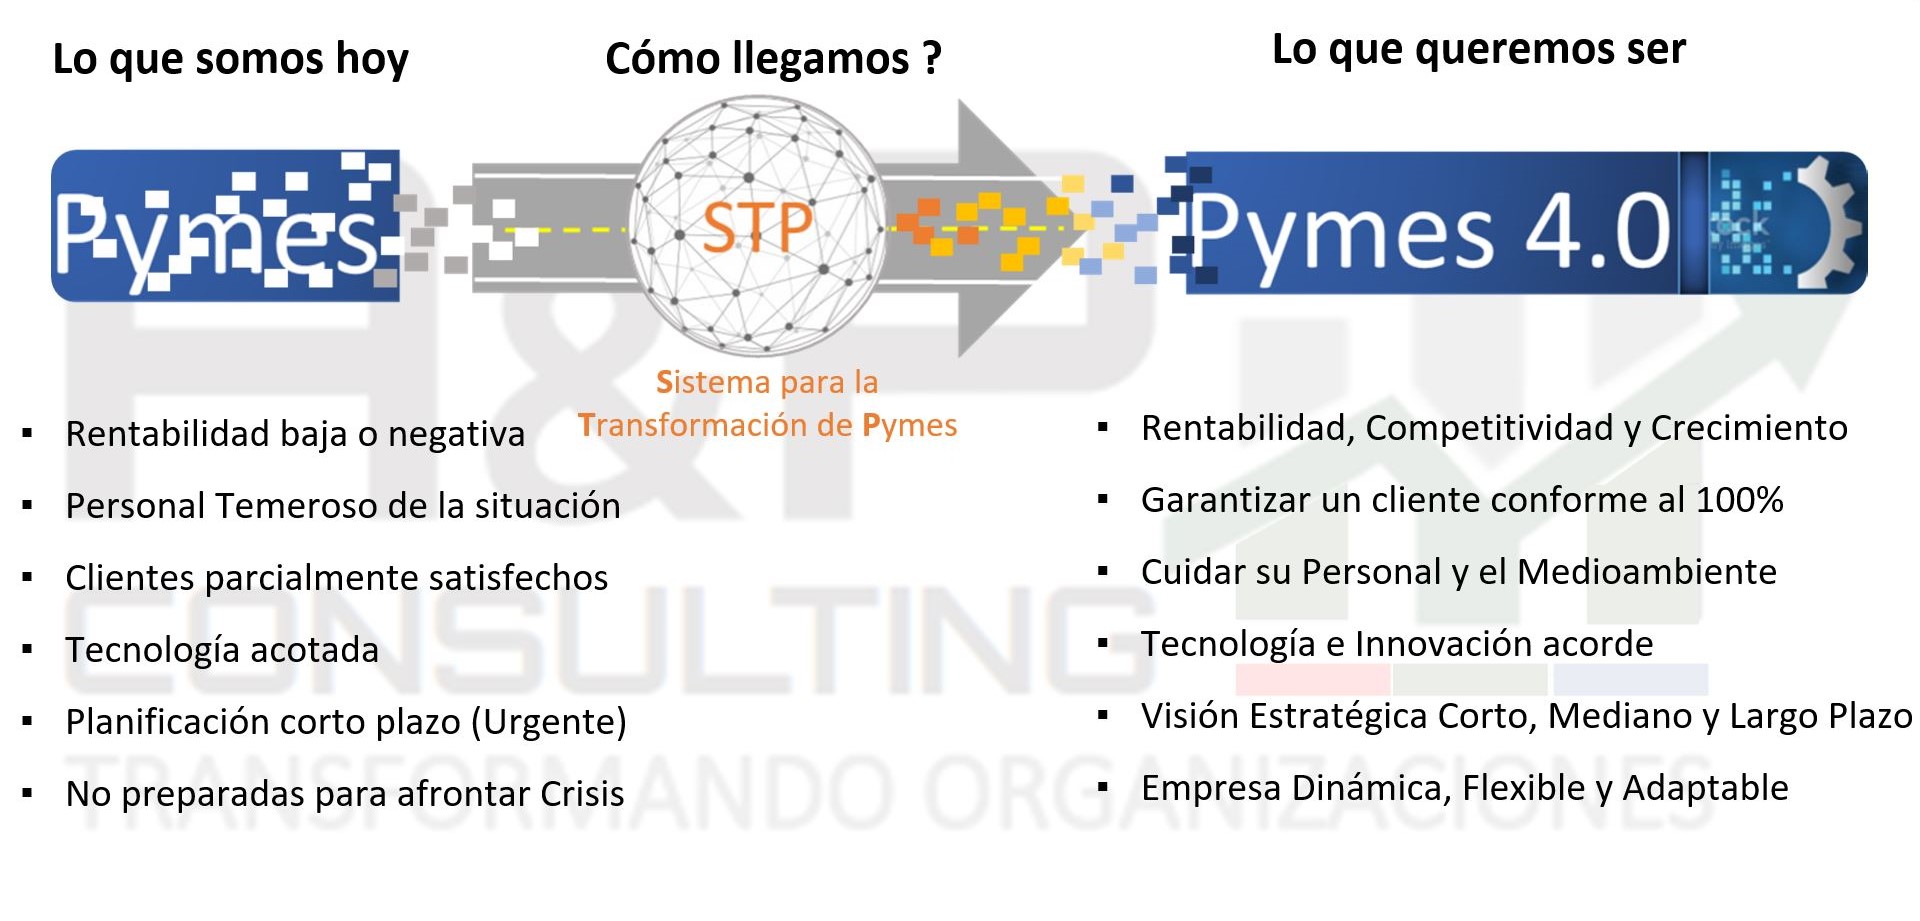 Lo que somos hoy
Cómo llegamos ?
Lo que queremos ser
Pymes
STP
Pymes 4.0
Sistema para la
Transformación de Pymes
▪ Rentabilidad baja o negativa
▪ Personal Temeroso de la situación
▪ Clientes parcialmente satisfechos
▪ Tecnología acotada
▪ Planificación corto plazo (Urgente)
▪ No preparadas para afrontar Crisis
▪ Rentabilidad, Competitividad y Crecimiento
▪ Garantizar un cliente conforme al 100%
▪ Cuidar su Personal y el Medioambiente
▪ Tecnología e Innovación acorde
▪ Visión Estratégica Corto, Mediano y Largo Plazo
▪ Empresa Dinámica, Flexible y Adaptable
H&P
CONSULTING
TRANSFORMANDO ORGANIZACIONES